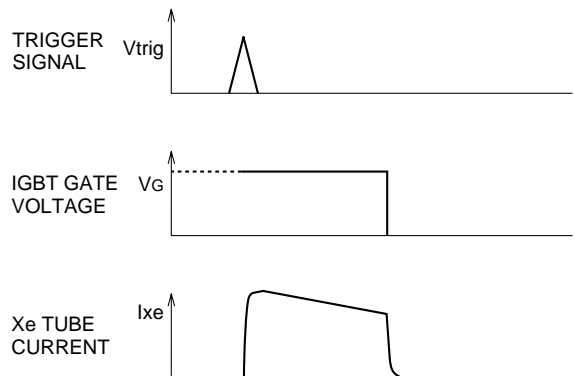 TRIGGER
SIGNAL
Vtrig
IGBT GATE
VOLTAGE
VG
Xe TUBE
CURRENT
Ixe